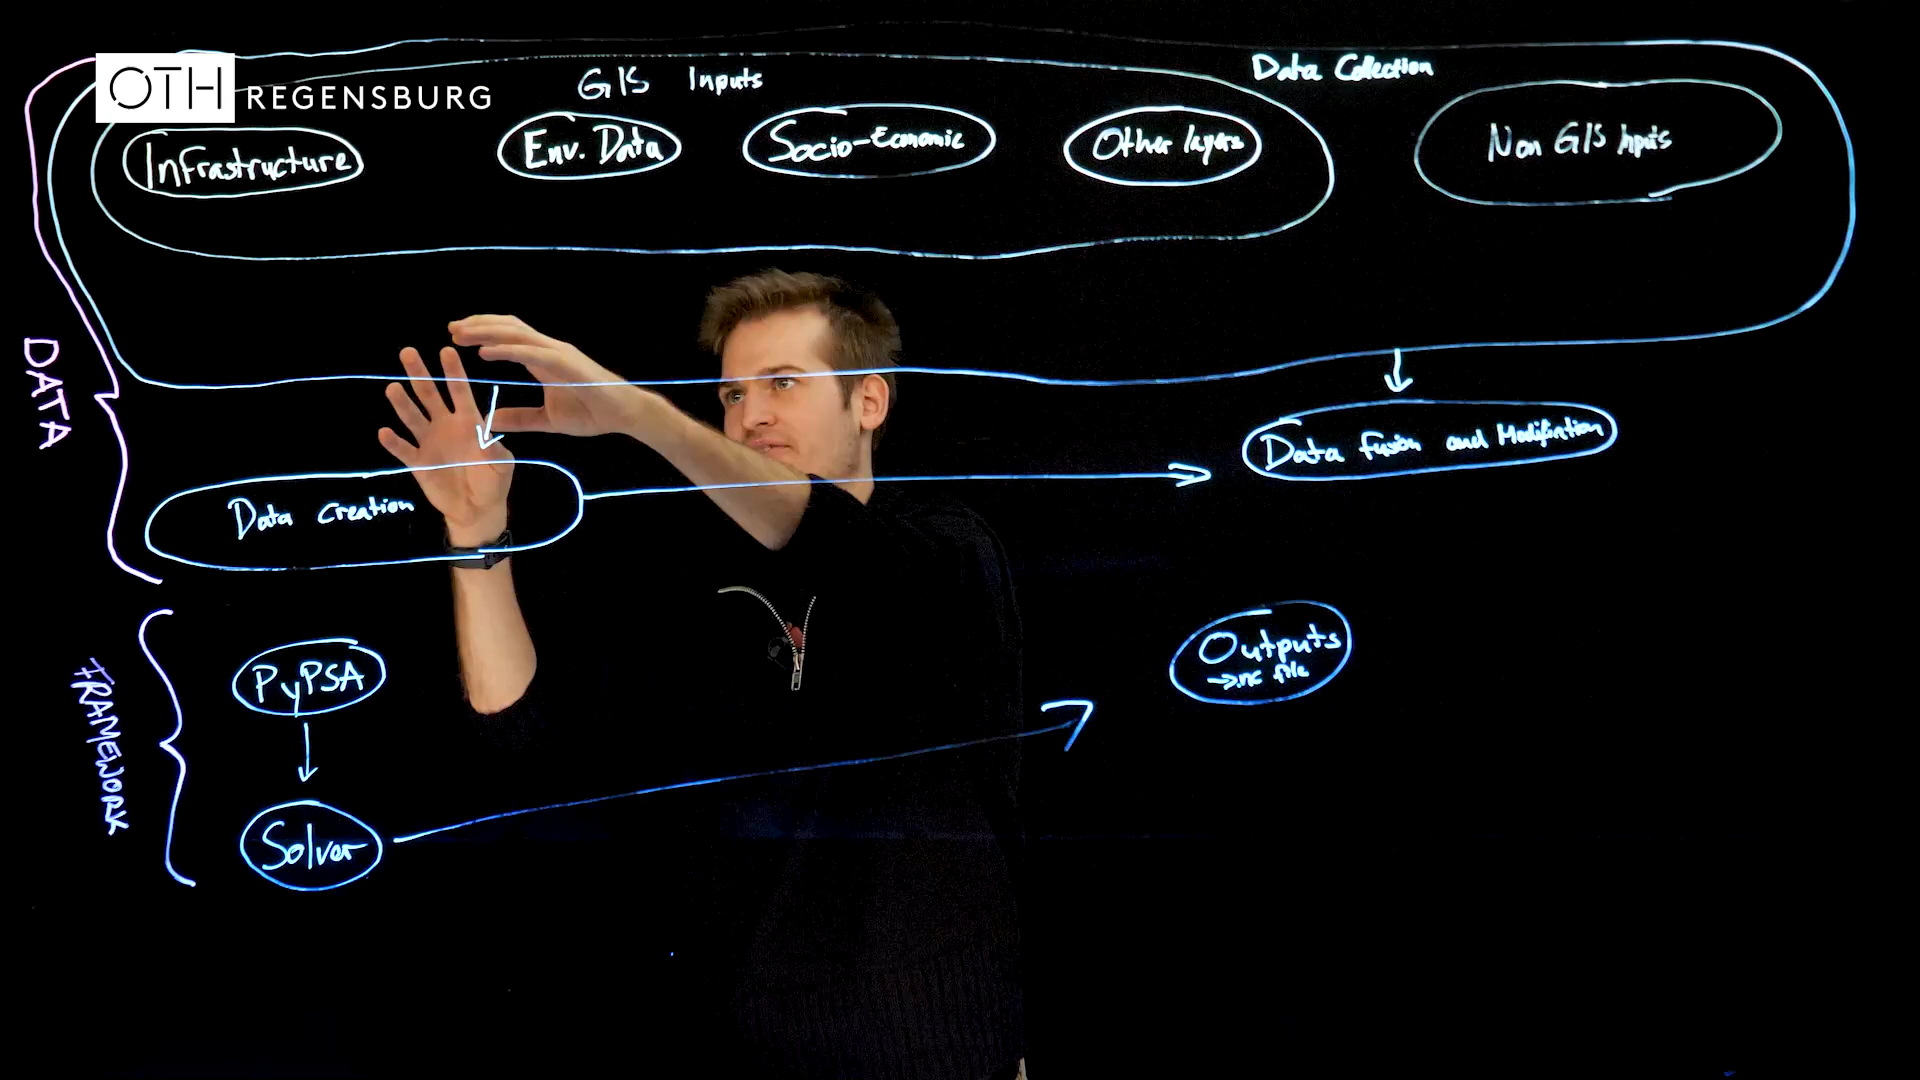 OTH REGENSBURG
GIS Inputs
Data Collection
Infrastructure
Env. Data
Socio-Economic
Other layers
Non GIS Inputs
DATA
Data fusion and Modification
Data creation
FRAMEWORK
PyPSA
Outputs
→.nc file
Solver